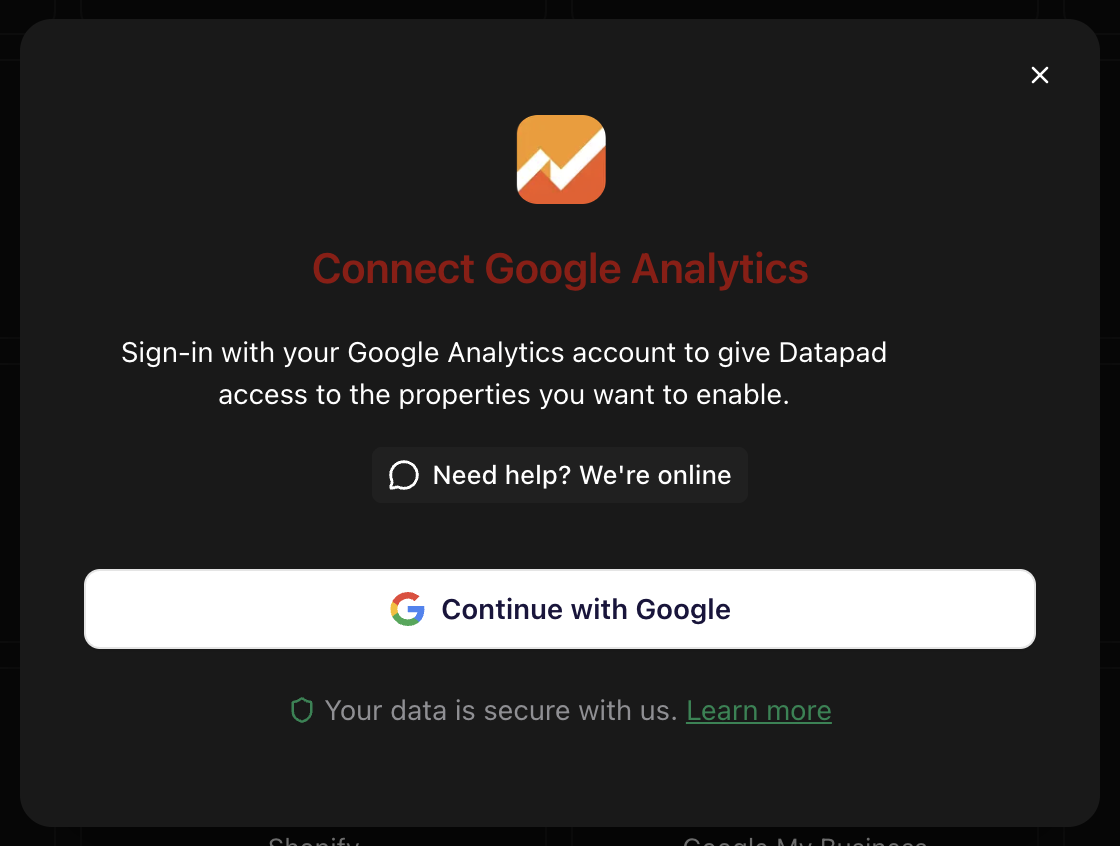 Connect Google Analytics
Sign-in with your Google Analytics account to give Datapad
access to the properties you want to enable.
Need help? We're online
Continue with Google
Your data is secure with us. Learn more
Shopify
Google My Business